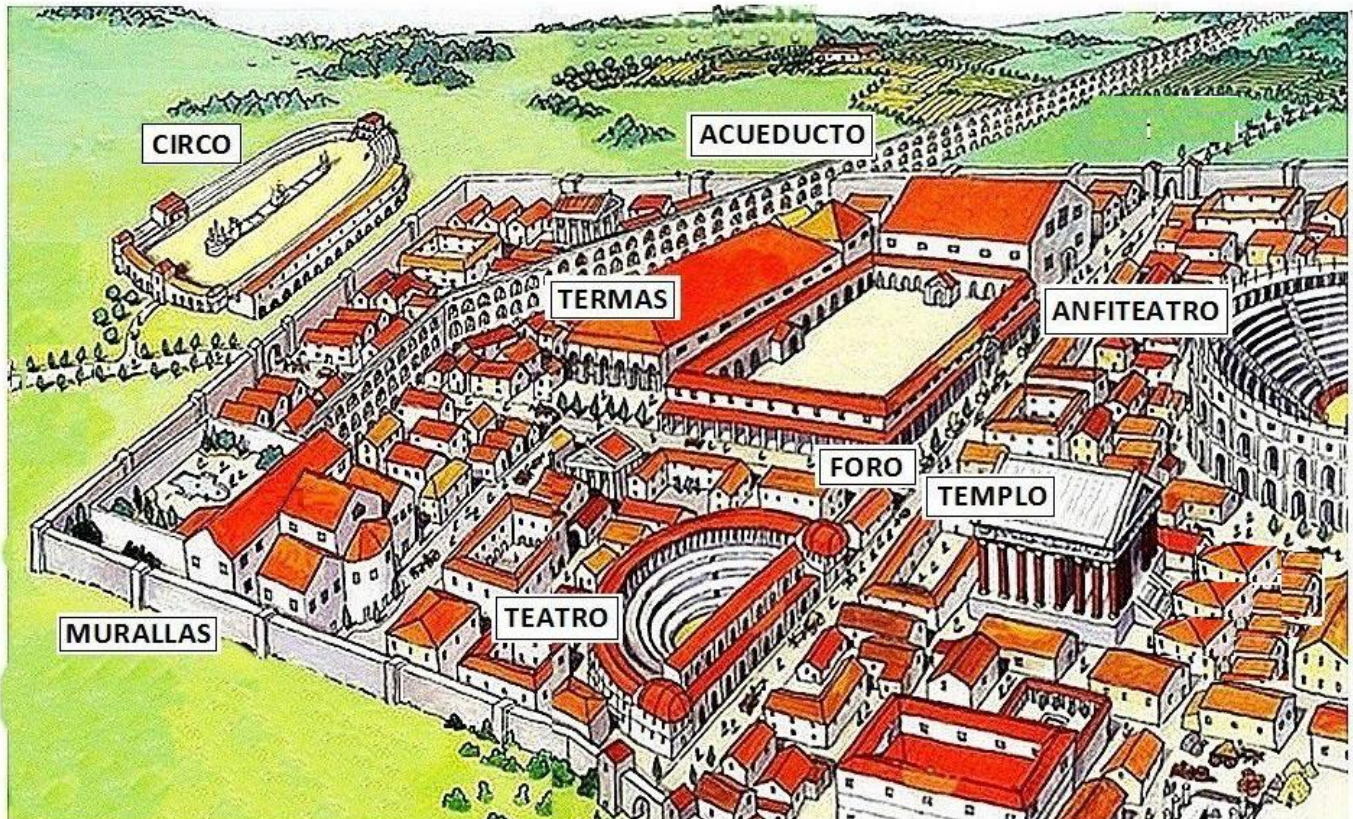 ACUEDUCTO
CIRCO
TERMAS
ANFITEATRO
FORO
TEMPLO
TEATRO
MURALLAS